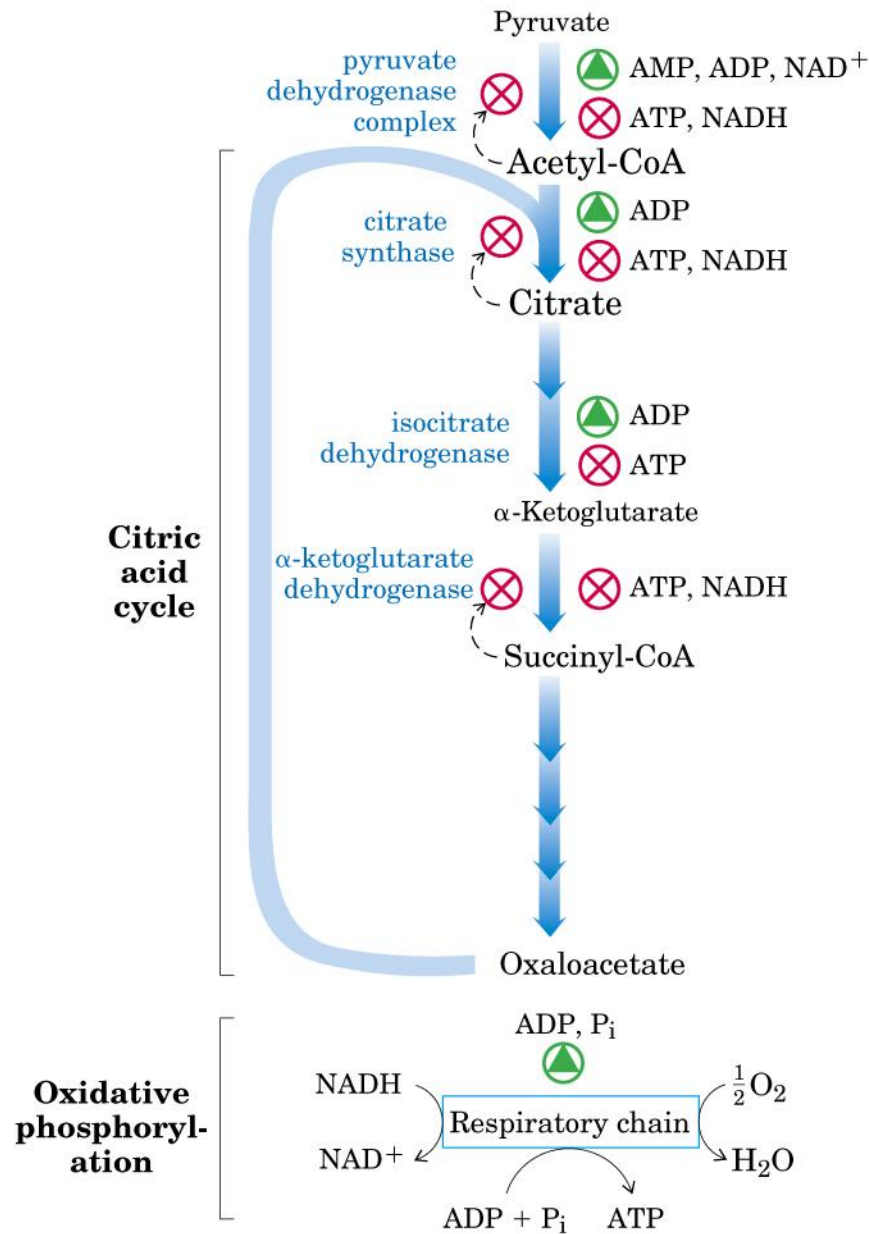 Pyruvate
pyruvate
dehydrogenase
complex
AMP, ADP, NAD⁺
ATP, NADH
Acetyl-CoA
citrate
synthase
ADP
ATP, NADH
Citrate
isocitrate
dehydrogenase
ADP
ATP
α-Ketoglutarate
Citric
acid
cycle
α-ketoglutarate
dehydrogenase
ATP, NADH
Succinyl-CoA
Oxaloacetate
Oxidative
phosphoryl-
ation
ADP, Pᵢ
NADH
Respiratory chain
½O₂
NAD⁺
H₂O
ADP + Pᵢ
ATP